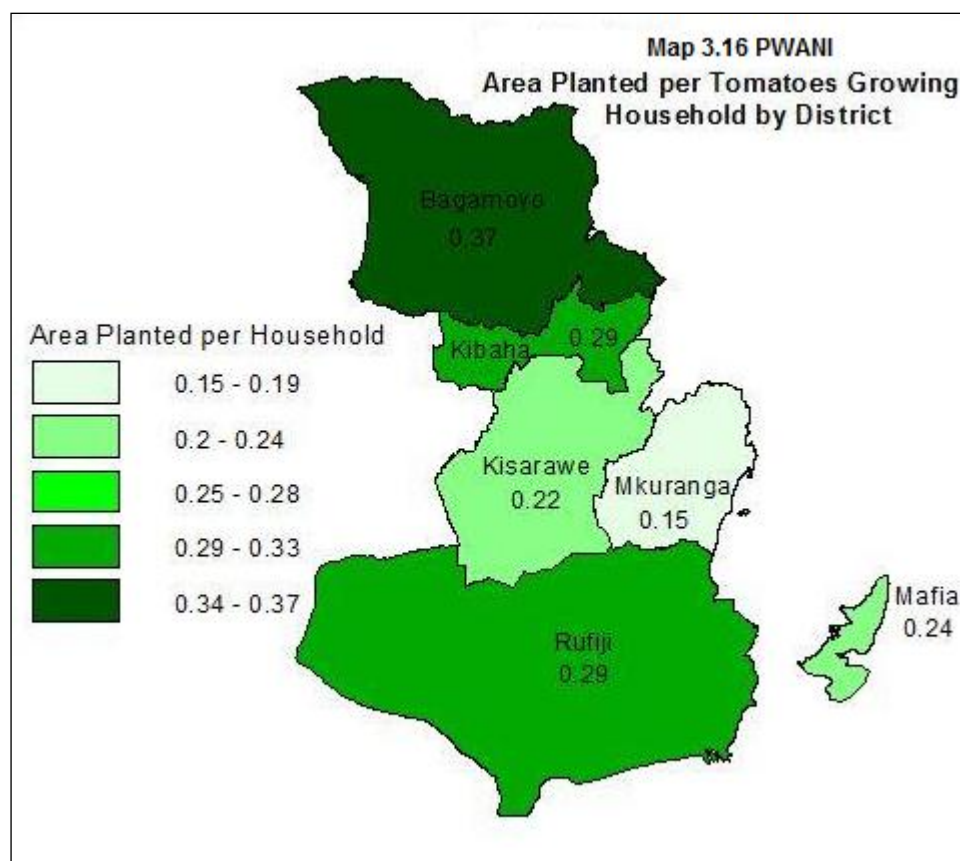 Map 3.16 PWANI
Area Planted per Tomatoes Growing
Household by District
Bagamoyo
0.37
Area Planted per Household
0.15 - 0.19
0.2 - 0.24
0.25 - 0.28
0.29 - 0.33
0.34 - 0.37
Kibaha
0.29
Kisarawe
0.22
Mkuranga
0.15
Mafia
0.24
Rufiji
0.29